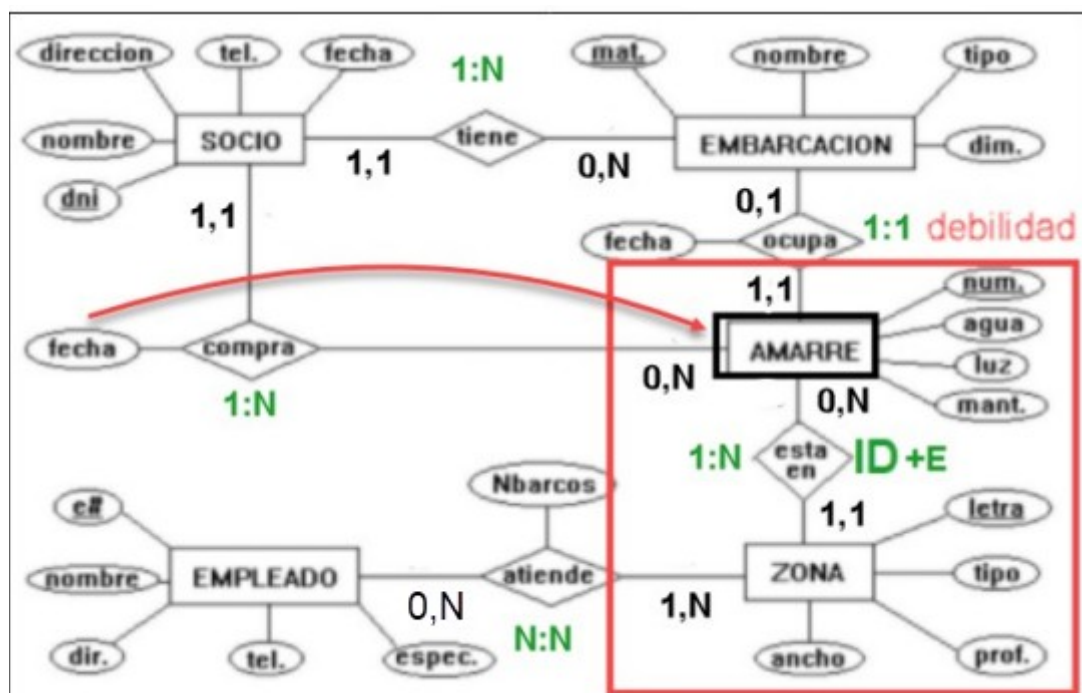 direccion
tel.
fecha
1:N
mat.
nombre
tipo
nombre
SOCIO
tiene
EMBARCACION
dim.
1,1
0,N
dni
1,1
0,1
fecha
ocupa
1:1 debilidad
1,1
num.
agua
fecha
compra
AMARRE
luz
0,N
0,N
mant.
1:N
1:N
esta
en
ID +E
Nbarcos
e#
1,1
letra
nombre
EMPLEADO
atiende
ZONA
tipo
0,N
1,N
N:N
dir.
tel.
espec.
ancho
prof.